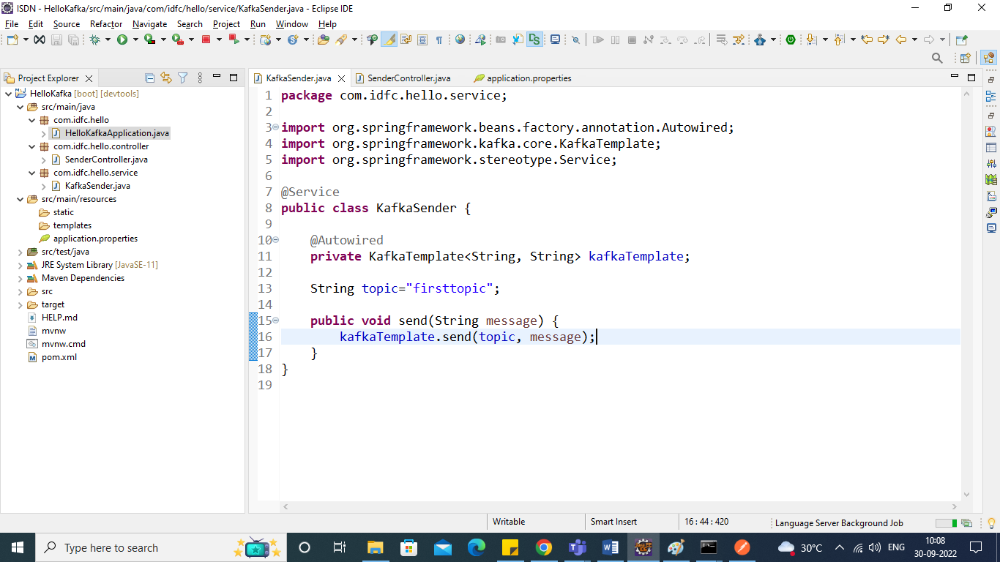 ISDN - HelloKafka/src/main/java/com/idfc/hello/service/KafkaSender.java - Eclipse IDE
File Edit Source Refactor Navigate Search Project Run Window Help
Project Explorer
HelloKafka [boot] [devtools]
src/main/java
com.idfc.hello
HelloKafkaApplication.java
com.idfc.hello.controller
SenderController.java
com.idfc.hello.service
KafkaSender.java
src/main/resources
static
templates
application.properties
src/test/java
JRE System Library [JavaSE-11]
Maven Dependencies
src
target
HELP.md
mvnw
mvnw.cmd
pom.xml
KafkaSender.java SenderController.java application.properties
1 package com.idfc.hello.service;
2
3 import org.springframework.beans.factory.annotation.Autowired;
4 import org.springframework.kafka.core.KafkaTemplate;
5 import org.springframework.stereotype.Service;
6
7 @Service
8 public class KafkaSender {
9
10 @Autowired
11 private KafkaTemplate<String, String> kafkaTemplate;
12
13 String topic="firsttopic";
14
15 public void send(String message) {
16 kafkaTemplate.send(topic, message);
17 }
18 }
19
Writable Smart Insert 16 : 44 : 420 Language Server Background Job
Type here to search 30°C ENG 10:08
30-09-2022